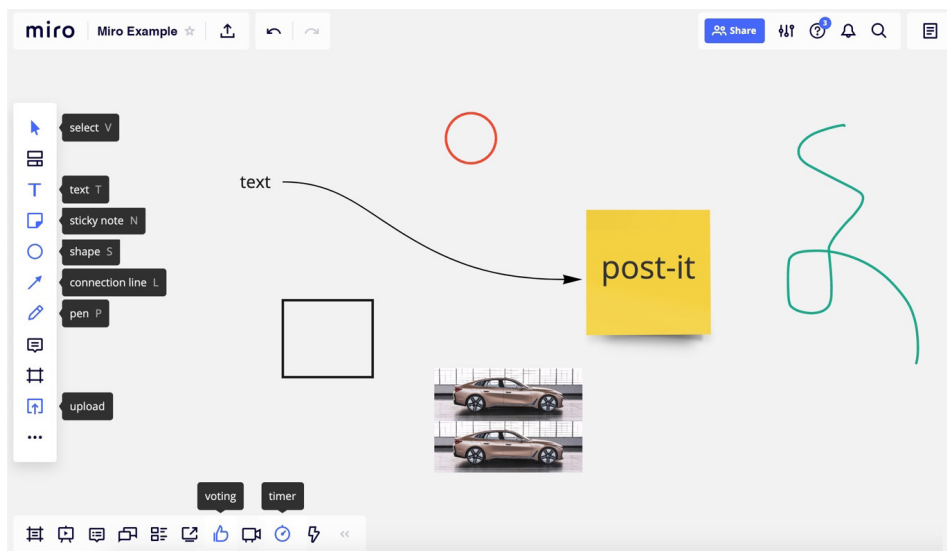 miro
Miro Example
Share
3
select V
text T
sticky note N
shape S
connection line L
pen P
upload
text
post-it
voting
timer